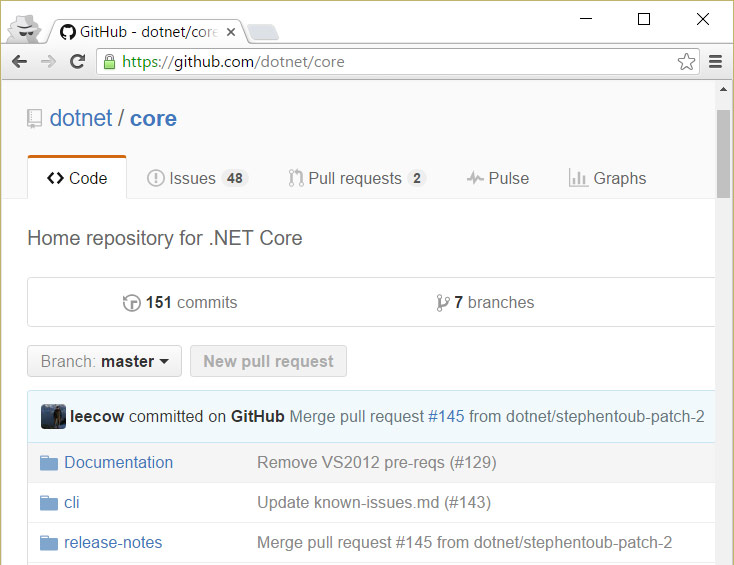 GitHub - dotnet/core
https://github.com/dotnet/core
dotnet / core
Code Issues 48 Pull requests 2 Pulse Graphs
Home repository for .NET Core
151 commits 7 branches
Branch: master New pull request
leecow committed on GitHub Merge pull request #145 from dotnet/stephentoub-patch-2
Documentation Remove VS2012 pre-reqs (#129)
cli Update known-issues.md (#143)
release-notes Merge pull request #145 from dotnet/stephentoub-patch-2